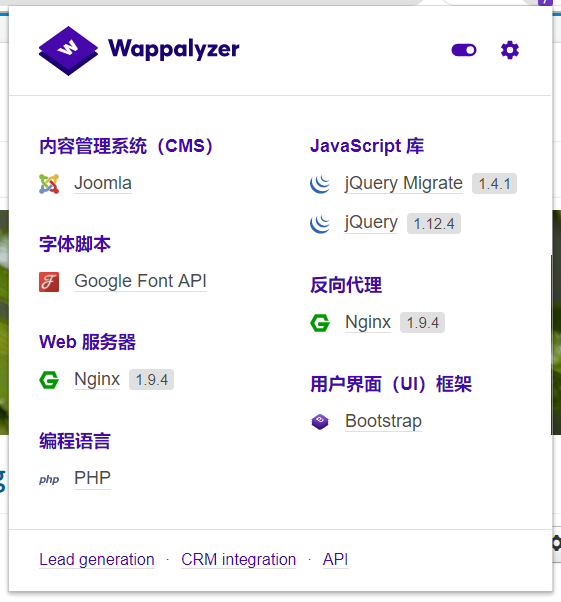 Wappalyzer
内容管理系统（CMS）
Joomla
字体脚本
Google Font API
Web 服务器
Nginx 1.9.4
编程语言
php PHP
JavaScript 库
jQuery Migrate 1.4.1
jQuery 1.12.4
反向代理
Nginx 1.9.4
用户界面（UI）框架
Bootstrap
Lead generation · CRM integration · API